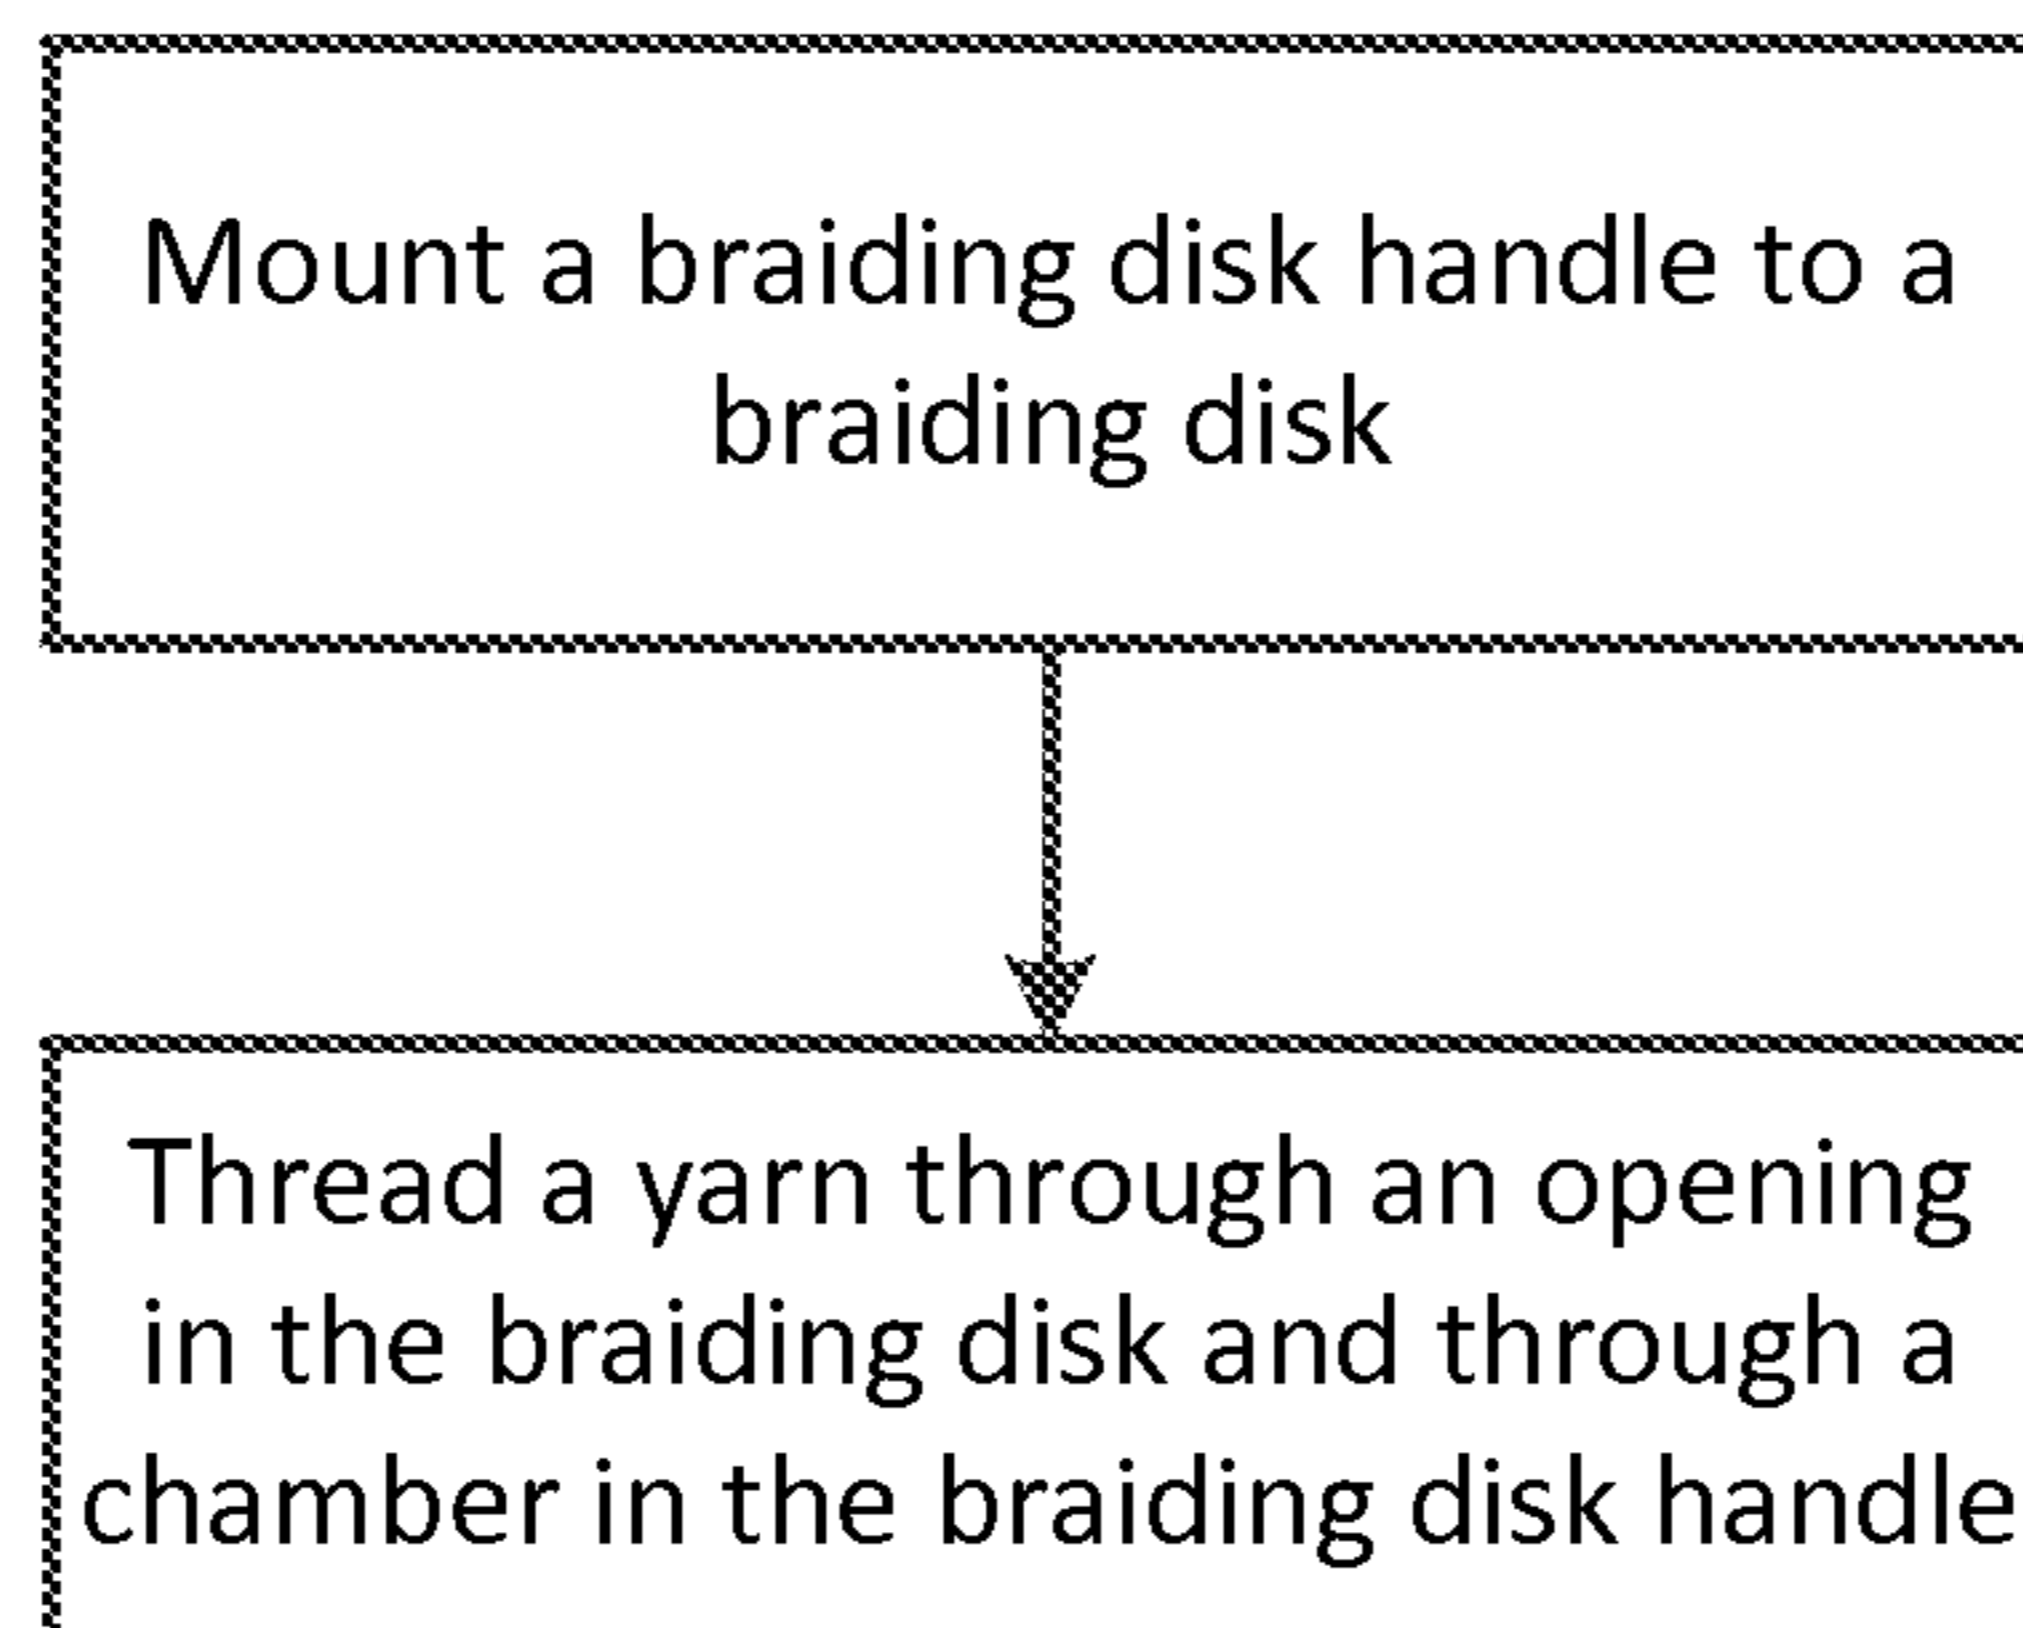 Mount a braiding disk handle to a
braiding disk
Thread a yarn through an opening
in the braiding disk and through a
chamber in the braiding disk handle